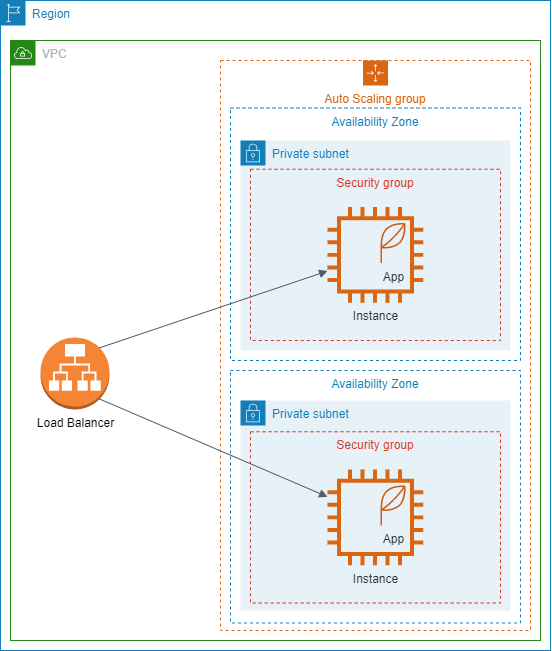 Region
VPC
Auto Scaling group
Availability Zone
Private subnet
Security group
App
Instance
Load Balancer
Availability Zone
Private subnet
Security group
App
Instance